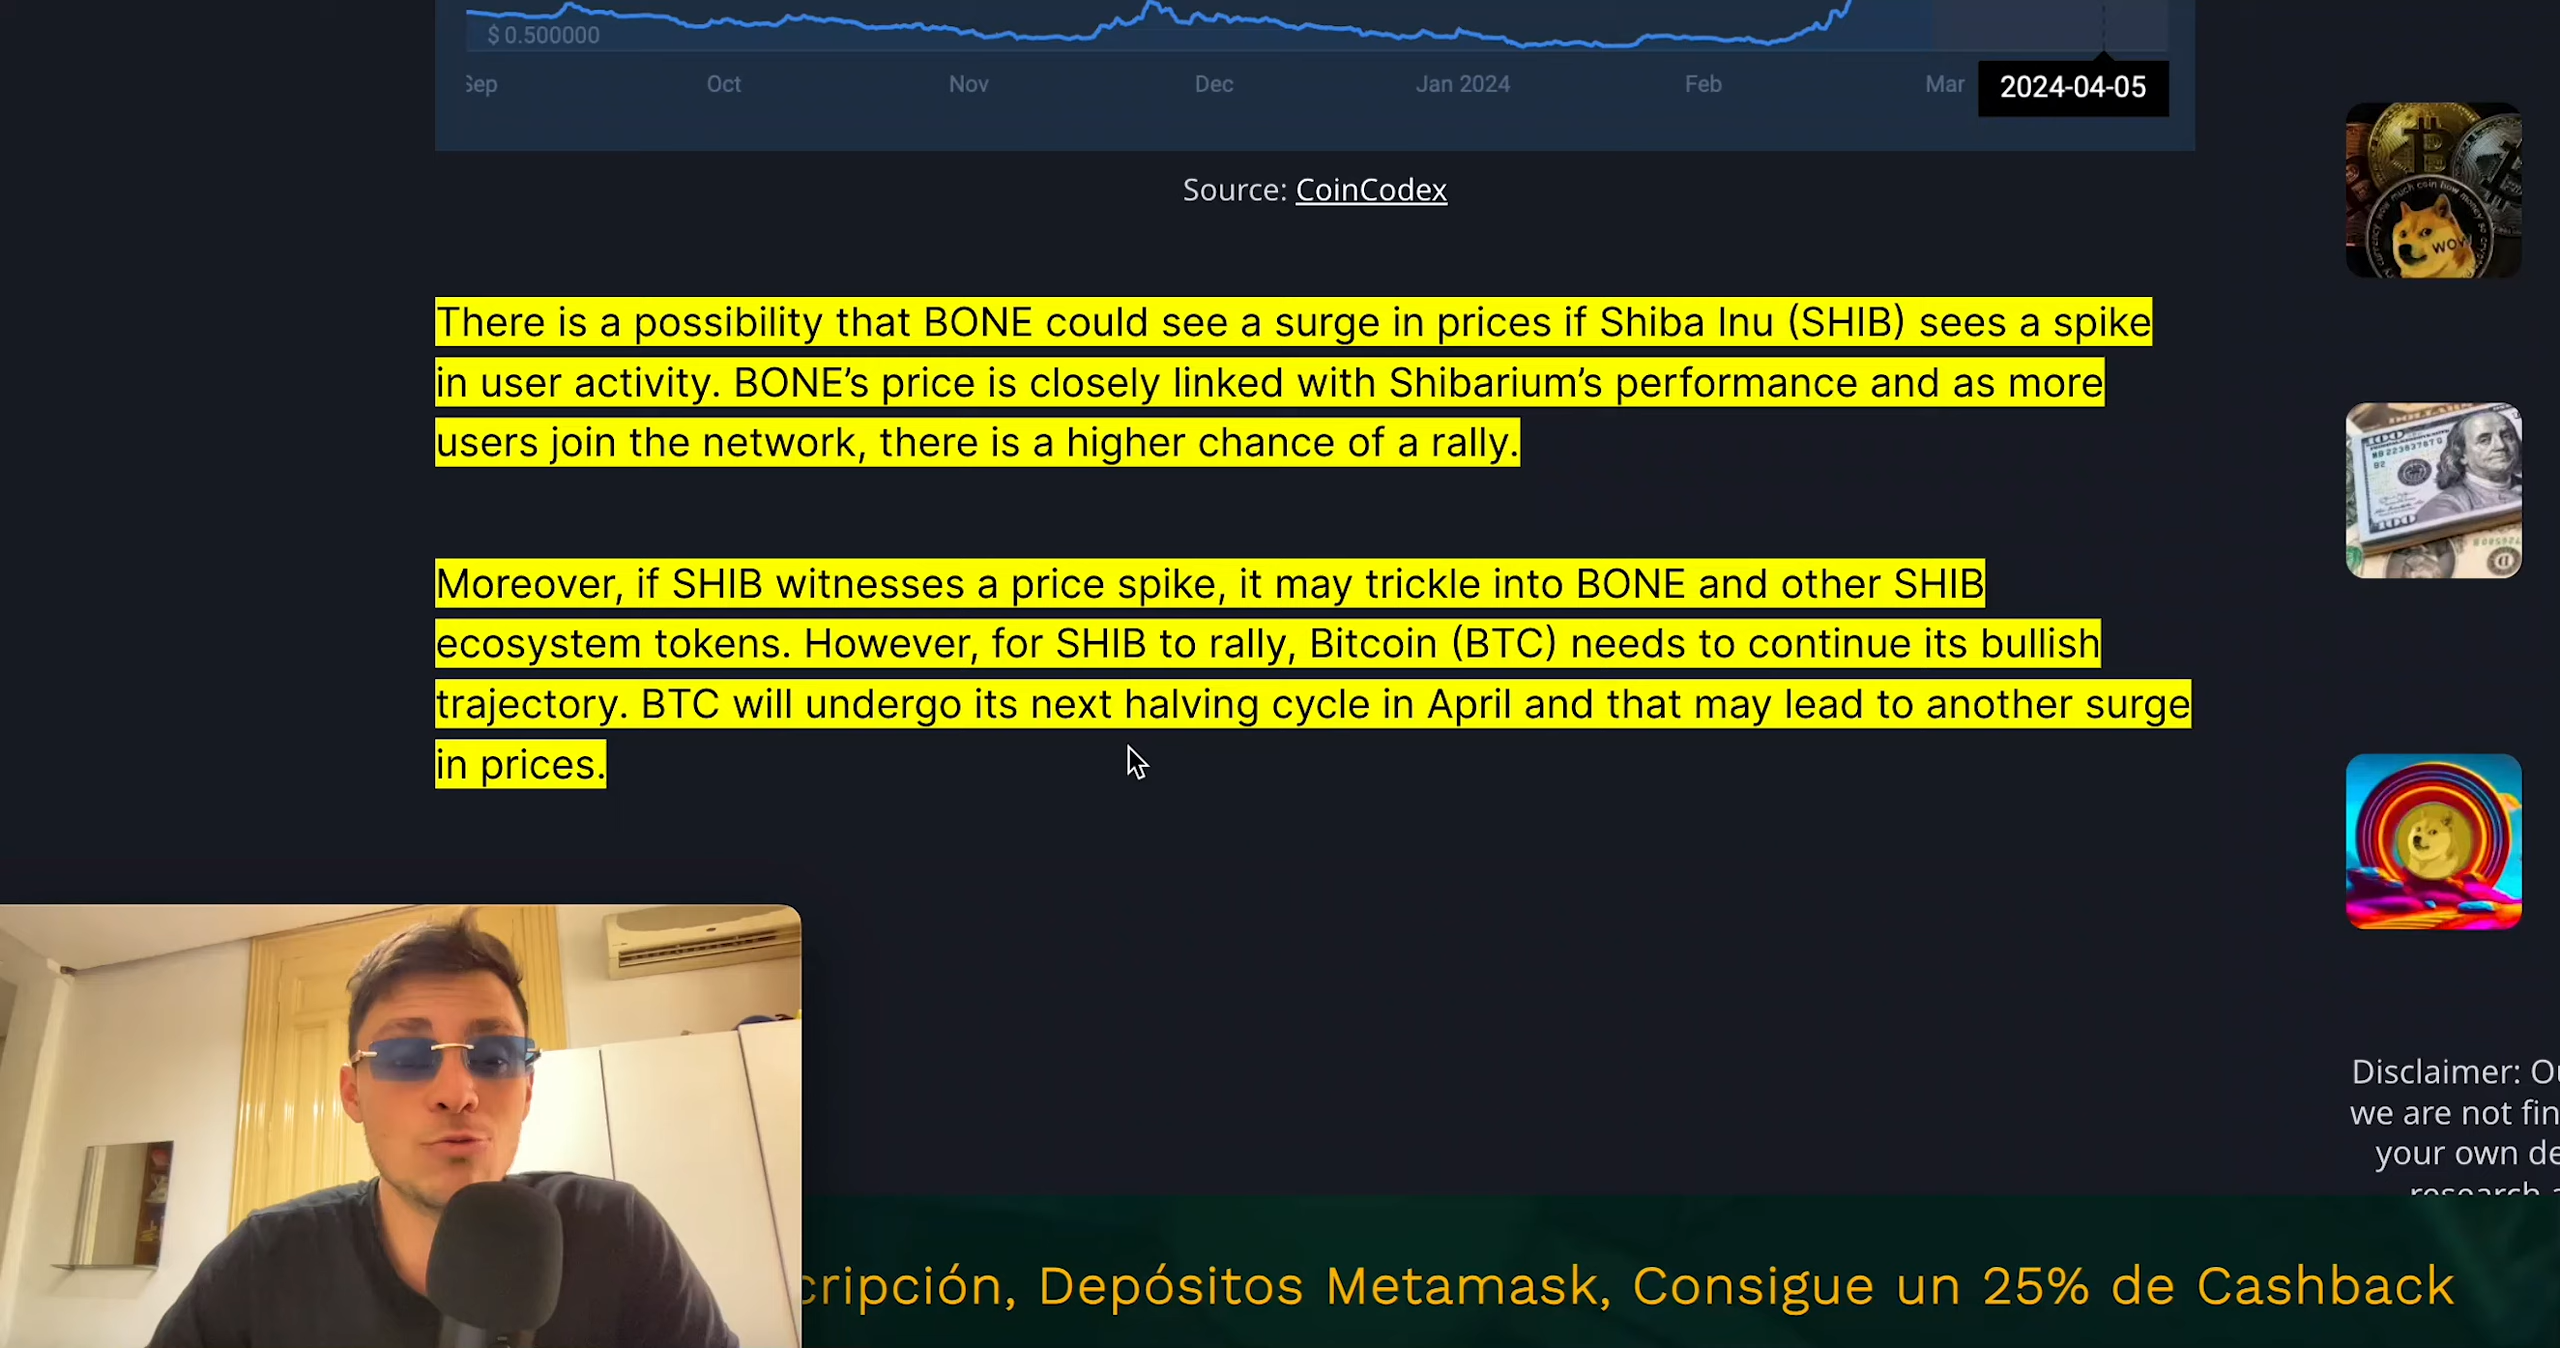 $ 0.500000
Sep Oct Nov Dec Jan 2024 Feb Mar
2024-04-05
Source: CoinCodex
There is a possibility that BONE could see a surge in prices if Shiba Inu (SHIB) sees a spike
in user activity. BONE’s price is closely linked with Shibarium’s performance and as more
users join the network, there is a higher chance of a rally.
Moreover, if SHIB witnesses a price spike, it may trickle into BONE and other SHIB
ecosystem tokens. However, for SHIB to rally, Bitcoin (BTC) needs to continue its bullish
trajectory. BTC will undergo its next halving cycle in April and that may lead to another surge
in prices.
WOW
100
100
Disclaimer:
we are not fin
your own de
research a
cripción, Depósitos Metamask, Consigue un 25% de Cashback